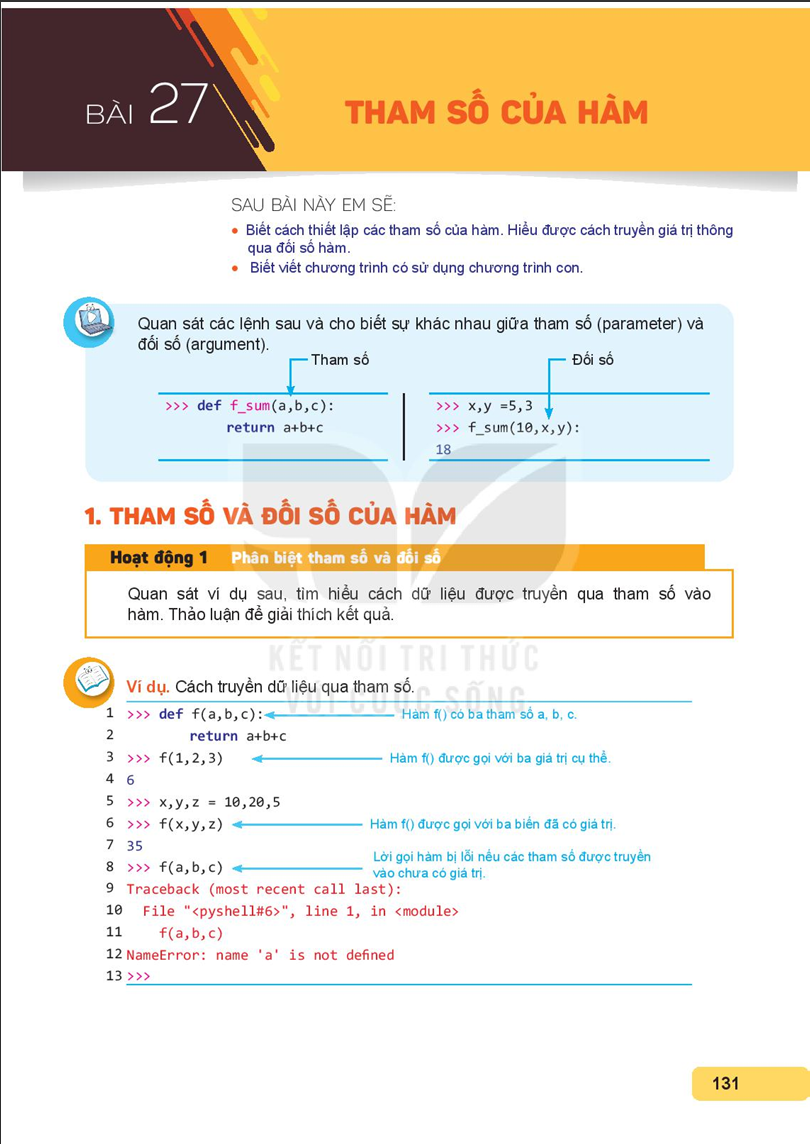 BÀI 27
THAM SỐ CỦA HÀM
SAU BÀI NÀY EM SẼ:
• Biết cách thiết lập các tham số của hàm. Hiểu được cách truyền giá trị thông
qua đối số hàm.
• Biết viết chương trình có sử dụng chương trình con.
Quan sát các lệnh sau và cho biết sự khác nhau giữa tham số (parameter) và
đối số (argument).
Tham số
>>> def f_sum(a,b,c):
return a+b+c
Đối số
>>> x,y =5,3
>>> f_sum(10,x,y):
18
1. THAM SỐ VÀ ĐỐI SỐ CỦA HÀM
Hoạt động 1 Phân biệt tham số và đối số
Quan sát ví dụ sau, tìm hiểu cách dữ liệu được truyền qua tham số vào
hàm. Thảo luận để giải thích kết quả.
KẾT NỐI TRI THỨC
VỚI CUỘC SỐNG
Ví dụ. Cách truyền dữ liệu qua tham số.
1 >>> def f(a,b,c): Hàm f() có ba tham số a, b, c.
2 return a+b+c
3 >>> f(1,2,3) Hàm f() được gọi với ba giá trị cụ thể.
4 6
5 >>> x,y,z = 10,20,5
6 >>> f(x,y,z) Hàm f() được gọi với ba biến đã có giá trị.
7 35
8 >>> f(a,b,c) Lời gọi hàm bị lỗi nếu các tham số được truyền
vào chưa có giá trị.
9 Traceback (most recent call last):
10 File "<pyshell#6>", line 1, in <module>
11 f(a,b,c)
12 NameError: name 'a' is not defined
13 >>>
131